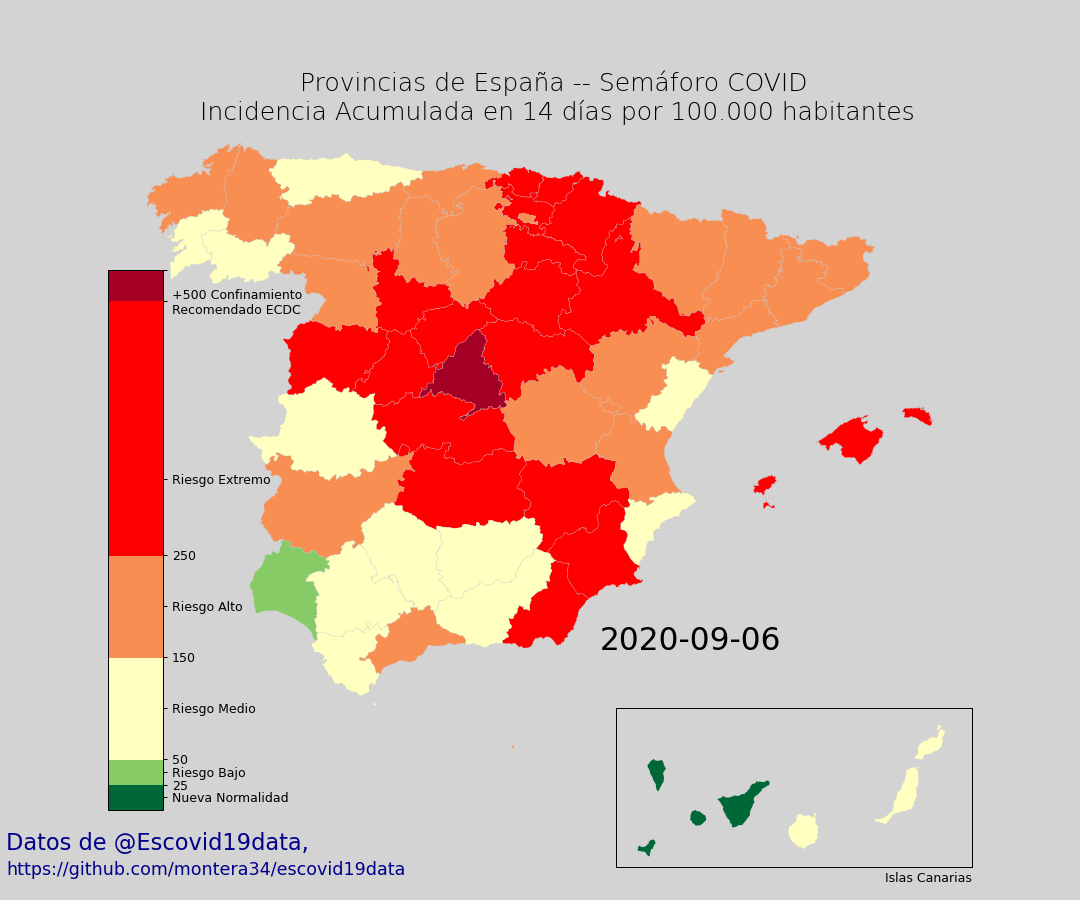 Provincias de España -- Semáforo COVID
Incidencia Acumulada en 14 días por 100.000 habitantes
+500 Confinamiento
Recomendado ECDC
Riesgo Extremo
250
Riesgo Alto
150
Riesgo Medio
50
Riesgo Bajo
25
Nueva Normalidad
2020-09-06
Islas Canarias
Datos de @Escovid19data,
https://github.com/montera34/escovid19data